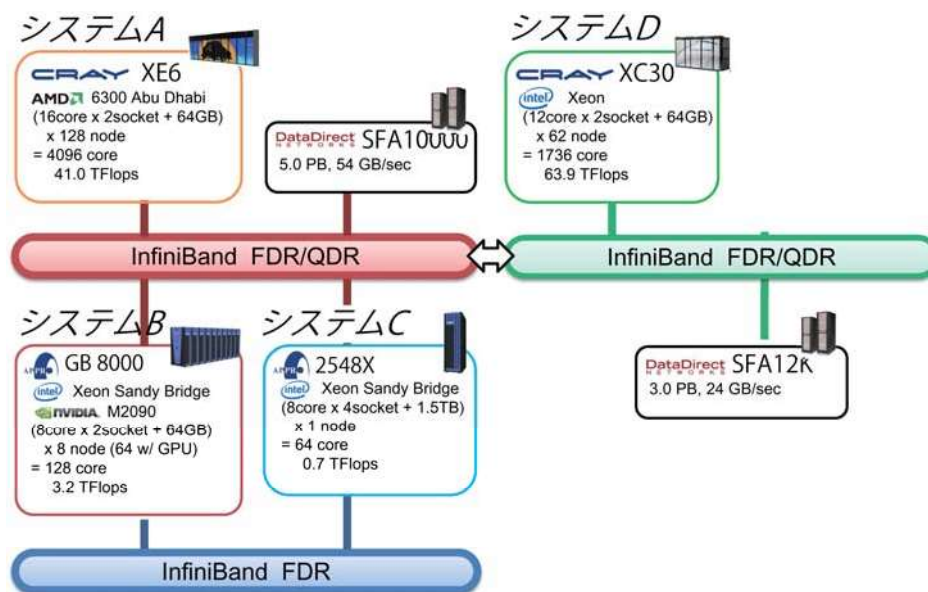 システムA
CRAY XE6
AMD 6300 Abu Dhabi
(16core x 2socket + 64GB)
x 128 node
= 4096 core
41.0 TFlops
DataDirect NETWORKS SFA10000
5.0 PB, 54 GB/sec
システムD
CRAY XC30
intel Xeon
(12core x 2socket + 64GB)
x 62 node
= 1736 core
63.9 TFlops
InfiniBand FDR/QDR
InfiniBand FDR/QDR
システムB
APPRO GB 8000
intel Xeon Sandy Bridge
NVIDIA. M2090
(8core x 2socket + 64GB)
x 8 node (64 w/ GPU)
= 128 core
3.2 TFlops
システムC
APPRO 2548X
intel Xeon Sandy Bridge
(8core x 4socket + 1.5TB)
x 1 node
= 64 core
0.7 TFlops
DataDirect NETWORKS SFA12K
3.0 PB, 24 GB/sec
InfiniBand FDR